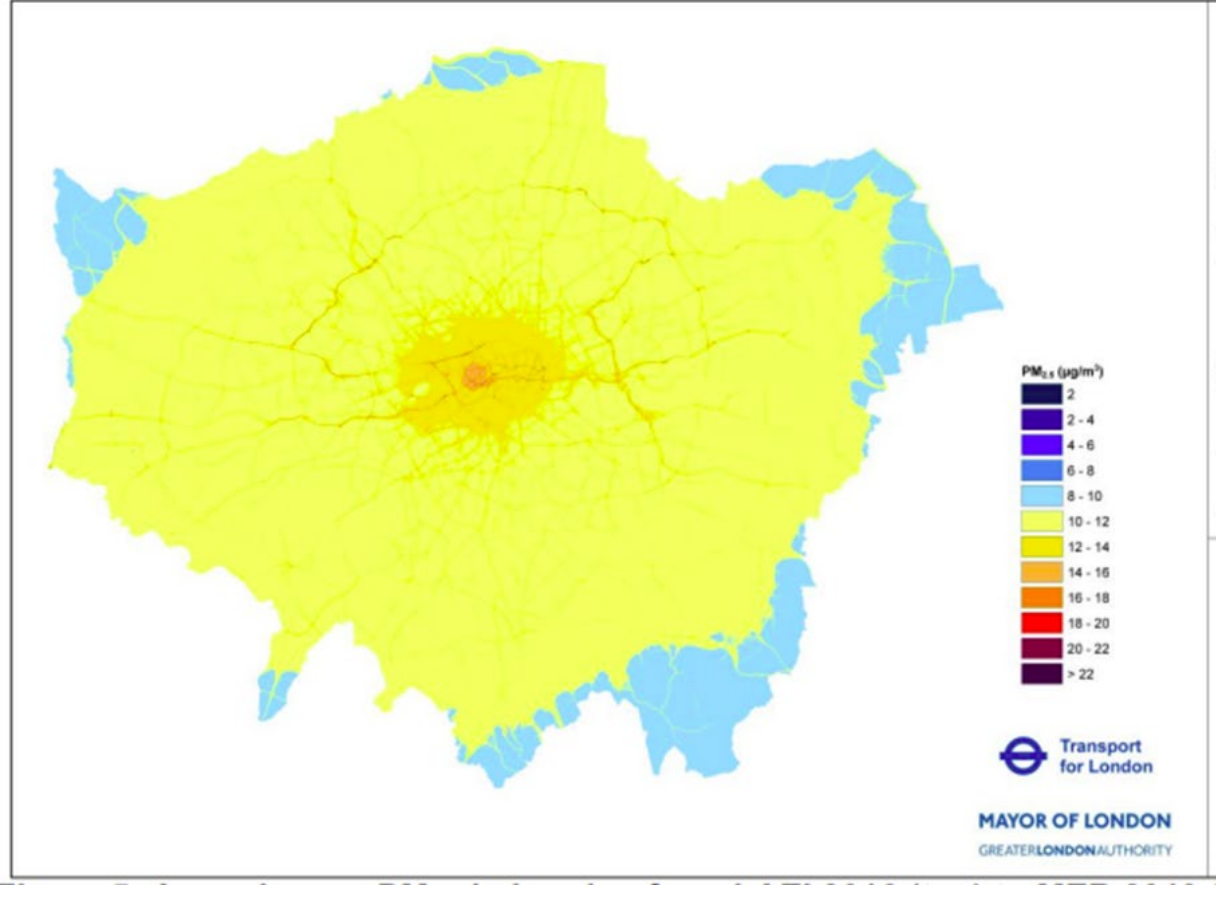 PM2.5 (µg/m³)
2
2 - 4
4 - 6
6 - 8
8 - 10
10 - 12
12 - 14
14 - 16
16 - 18
18 - 20
20 - 22
> 22
Transport
for London
MAYOR OF LONDON
GREATERLONDONAUTHORITY